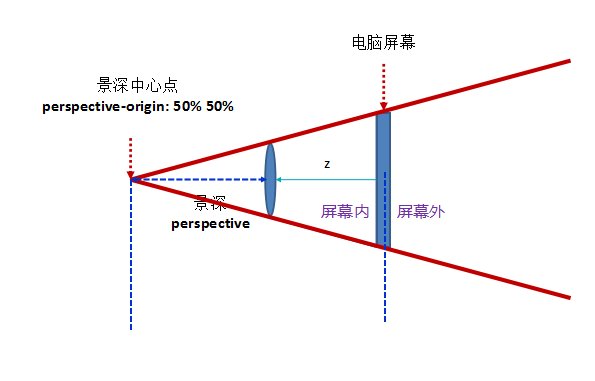 电脑屏幕
景深中心点
perspective-origin: 50% 50%
z
景深
perspective
屏幕内
屏幕外